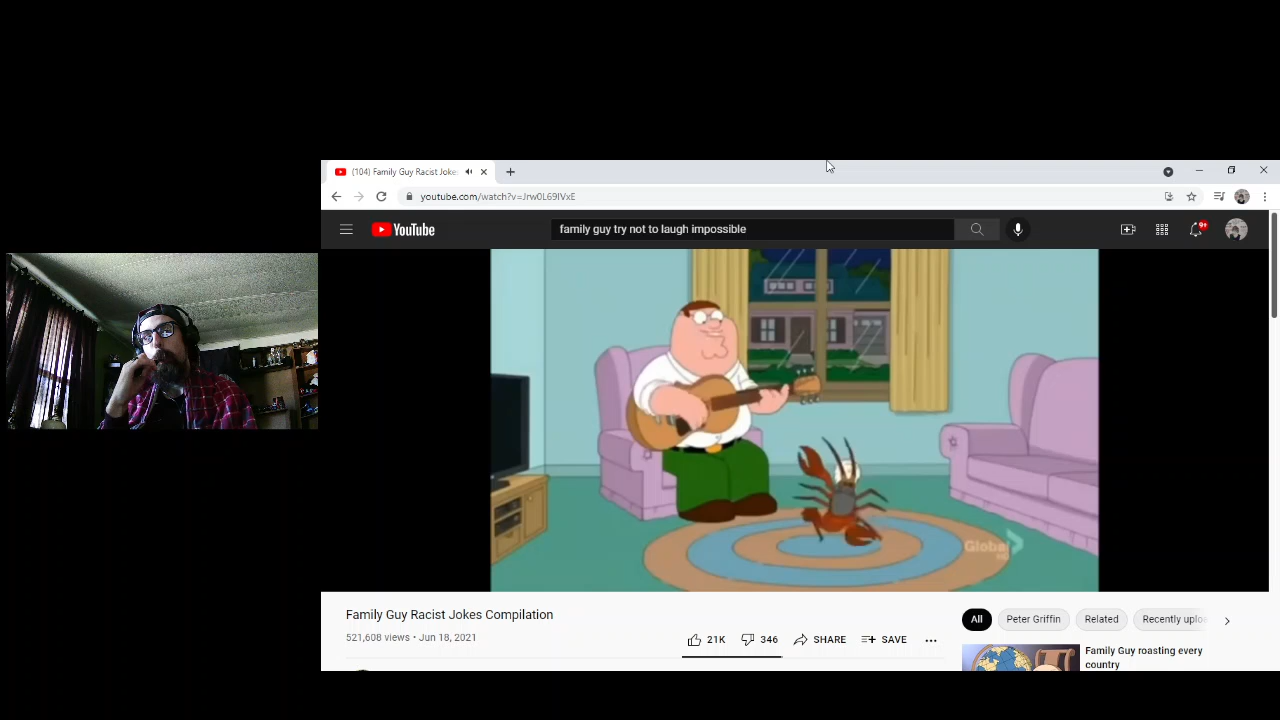 (104) Family Guy Racist Joke
youtube.com/watch?v=Jrw0L69IVxE
YouTube
family guy try not to laugh impossible
9+
Global
Family Guy Racist Jokes Compilation
521,608 views • Jun 18, 2021
21K
346
SHARE
SAVE
All
Peter Griffin
Related
Recently uplo
Family Guy roasting every
country